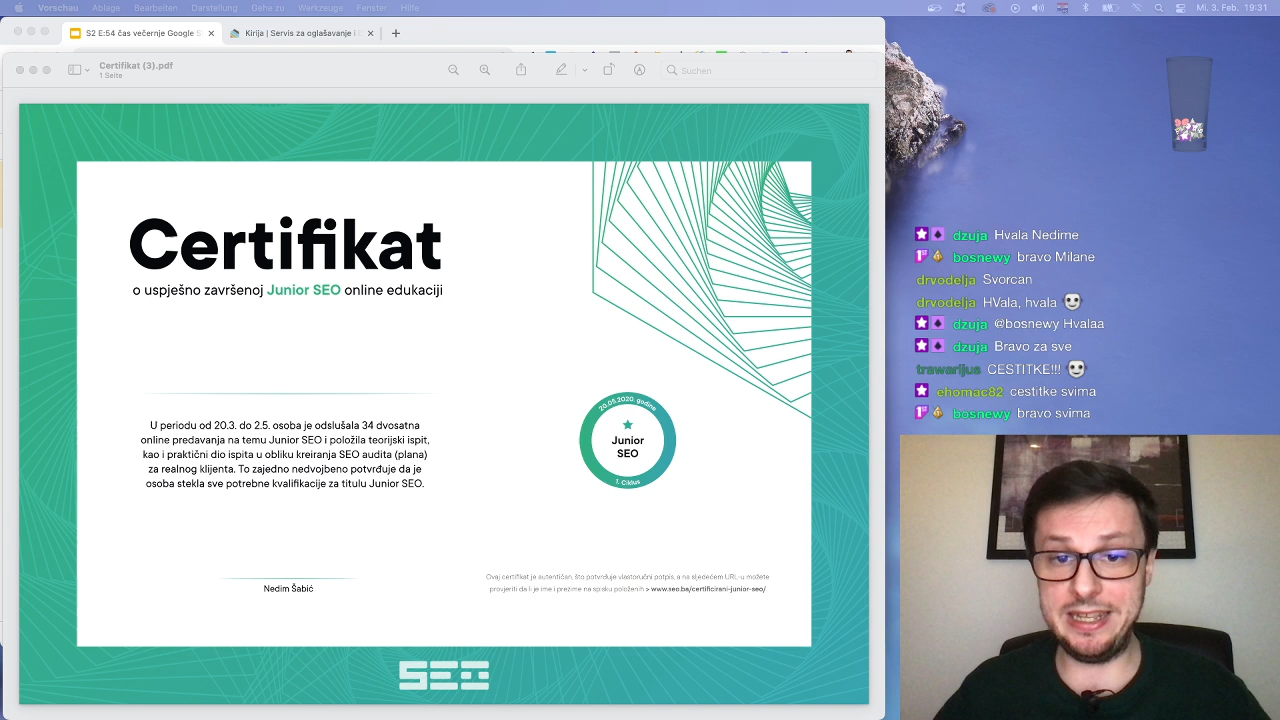 Vorschau Ablage Bearbeiten Darstellung Gehe zu Werkzeuge Fenster Hilfe
Mi. 3. Feb. 19:31
S2 E:54 čas večernje Google S
Kirija | Servis za oglašavanje i
Certifikat (3).pdf
1 Seite
Suchen
Certifikat
o uspješno završenoj Junior SEO online edukaciji
U periodu od 20.3. do 2.5. osoba je odslušala 34 dvosatna
online predavanja na temu Junior SEO i položila teorijski ispit,
kao i praktični dio ispita u obliku kreiranja SEO audita (plana)
za realnog klijenta. To zajedno nedvojbeno potvrđuje da je
osoba stekla sve potrebne kvalifikacije za titulu Junior SEO.
20.05.2020. godine
Junior
SEO
1. Ciklus
Nedim Šabić
Ovaj certifikat je autentičan, što potvrđuje vlastoručni potpis, a na sljedećem URL-u možete
provjeriti da li je ime i prezime na spisku položenih > www.seo.ba/certificirani-junior-seo/
SEO
dzuja Hvala Nedime
bosnewy bravo Milane
drvodelja Svorcan
drvodelja HVala, hvala
dzuja @bosnewy Hvalaa
dzuja Bravo za sve
trawarijus CESTITKE!!!
ehomac82 cestitke svima
bosnewy bravo svima